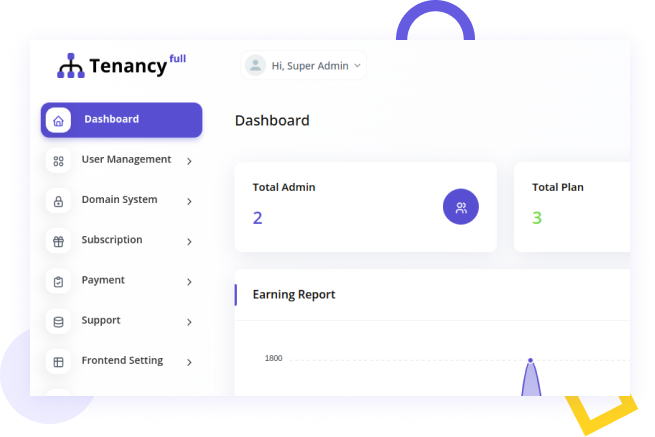 Tenancy full
Hi, Super Admin
Dashboard
User Management
Domain System
Subscription
Payment
Support
Frontend Setting
Dashboard
Total Admin
2
Total Plan
3
Earning Report
1800